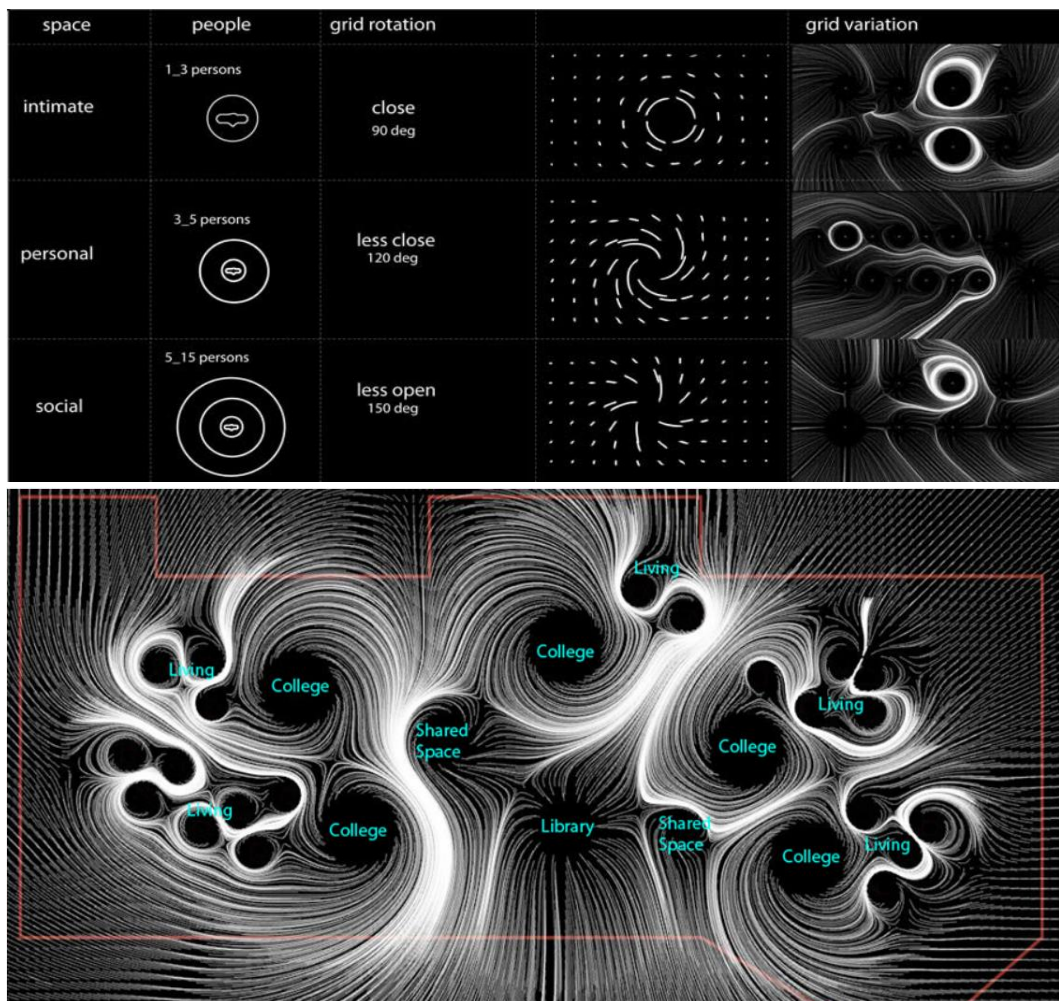 space people grid rotation grid variation
1_3 persons
intimate
close
90 deg
3_5 persons
personal
less close
120 deg
5_15 persons
social
less open
150 deg
Living
College
Living
College
Shared
Space
College
Living
College
Living
Library
Shared
Space
College
Living